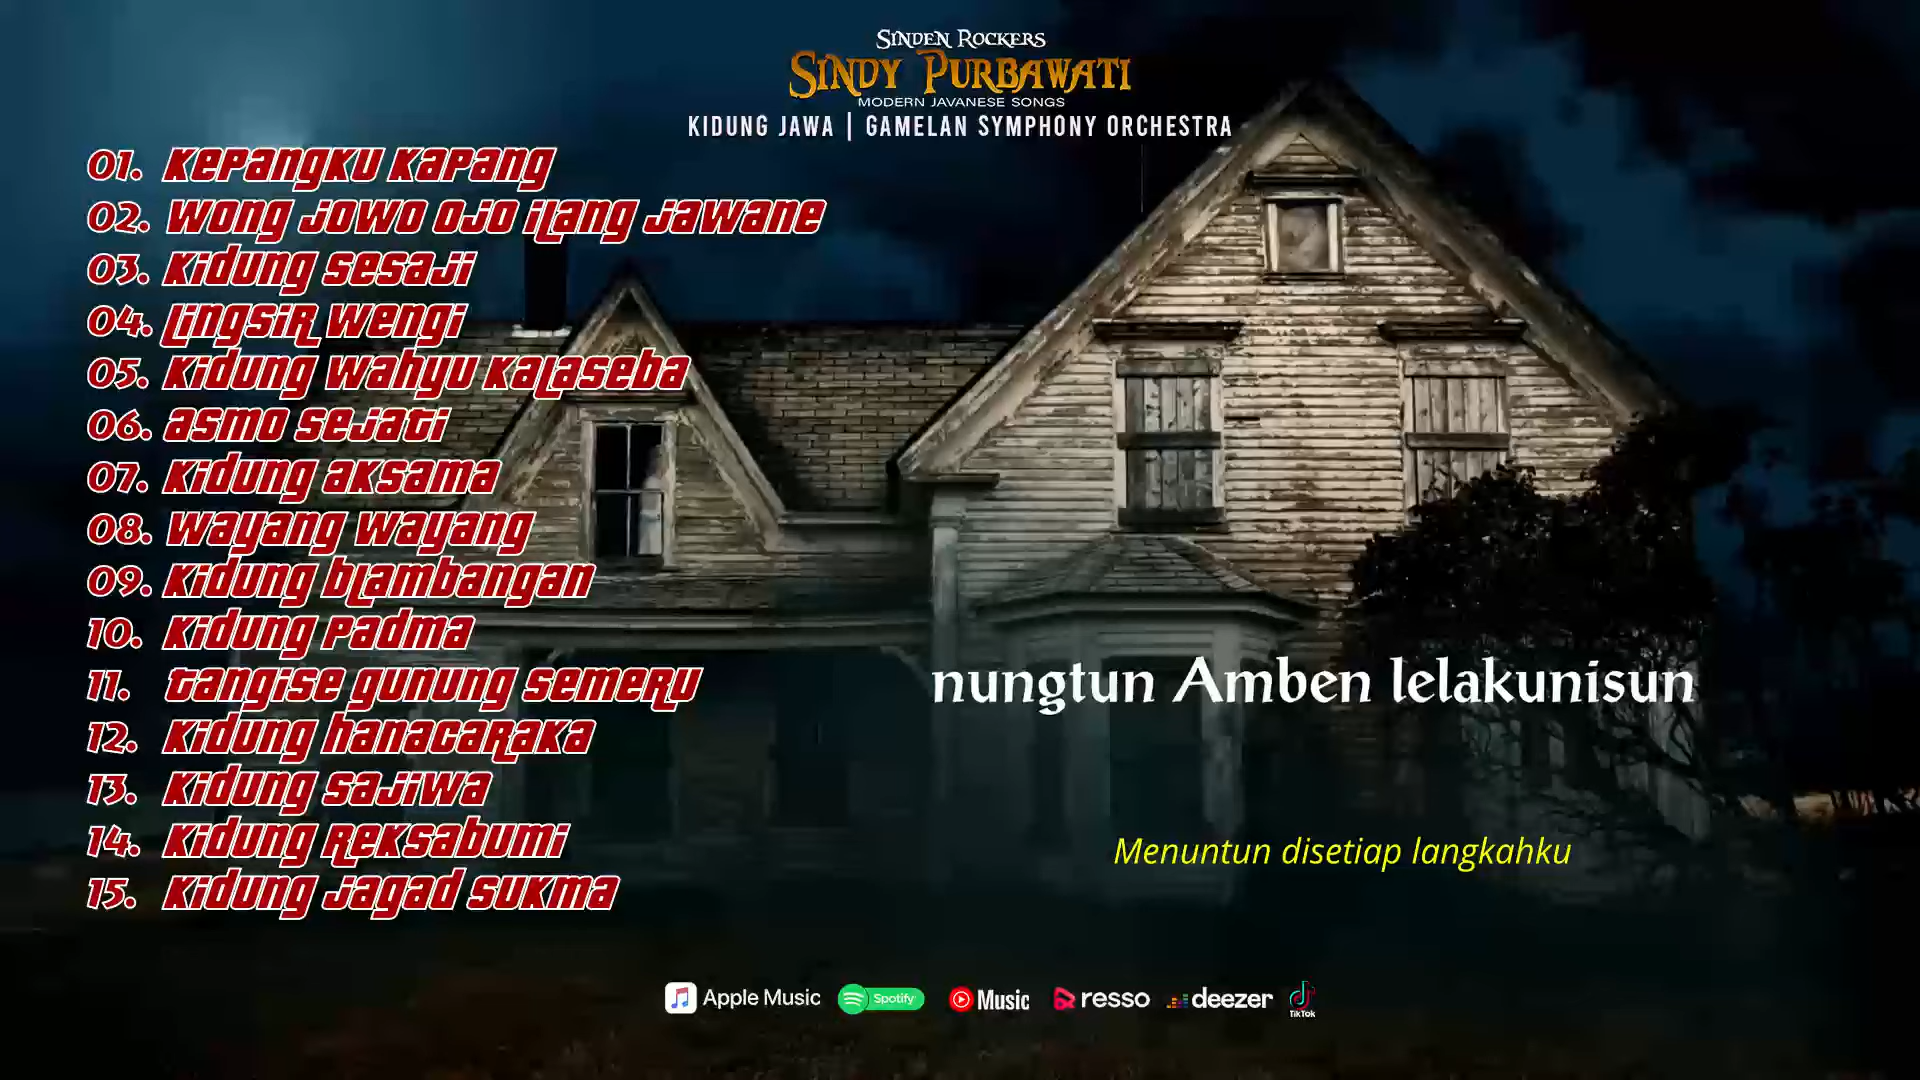 SINDEN ROCKERS
SINDY PURBAWATI
MODERN JAVANESE SONGS
KIDUNG JAWA | GAMELAN SYMPHONY ORCHESTRA
01. Kepangku Kapang
02. Wong Jowo Ojo Ilang Jawane
03. Kidung Sesaji
04. Lingsir Wengi
05. Kidung Wahyu Kalaseba
06. Asmo Sejati
07. Kidung Aksama
08. Wayang Wayang
09. Kidung Blambangan
10. Kidung Padma
11. Tangise Gunung Semeru
12. Kidung Hanacaraka
13. Kidung Sajiwa
14. Kidung Reksabumi
15. Kidung Jagad Sukma
nungtun Amben lelakunisun
Menuntun disetiap langkahku
Apple Music Spotify Music resso deezer TikTok